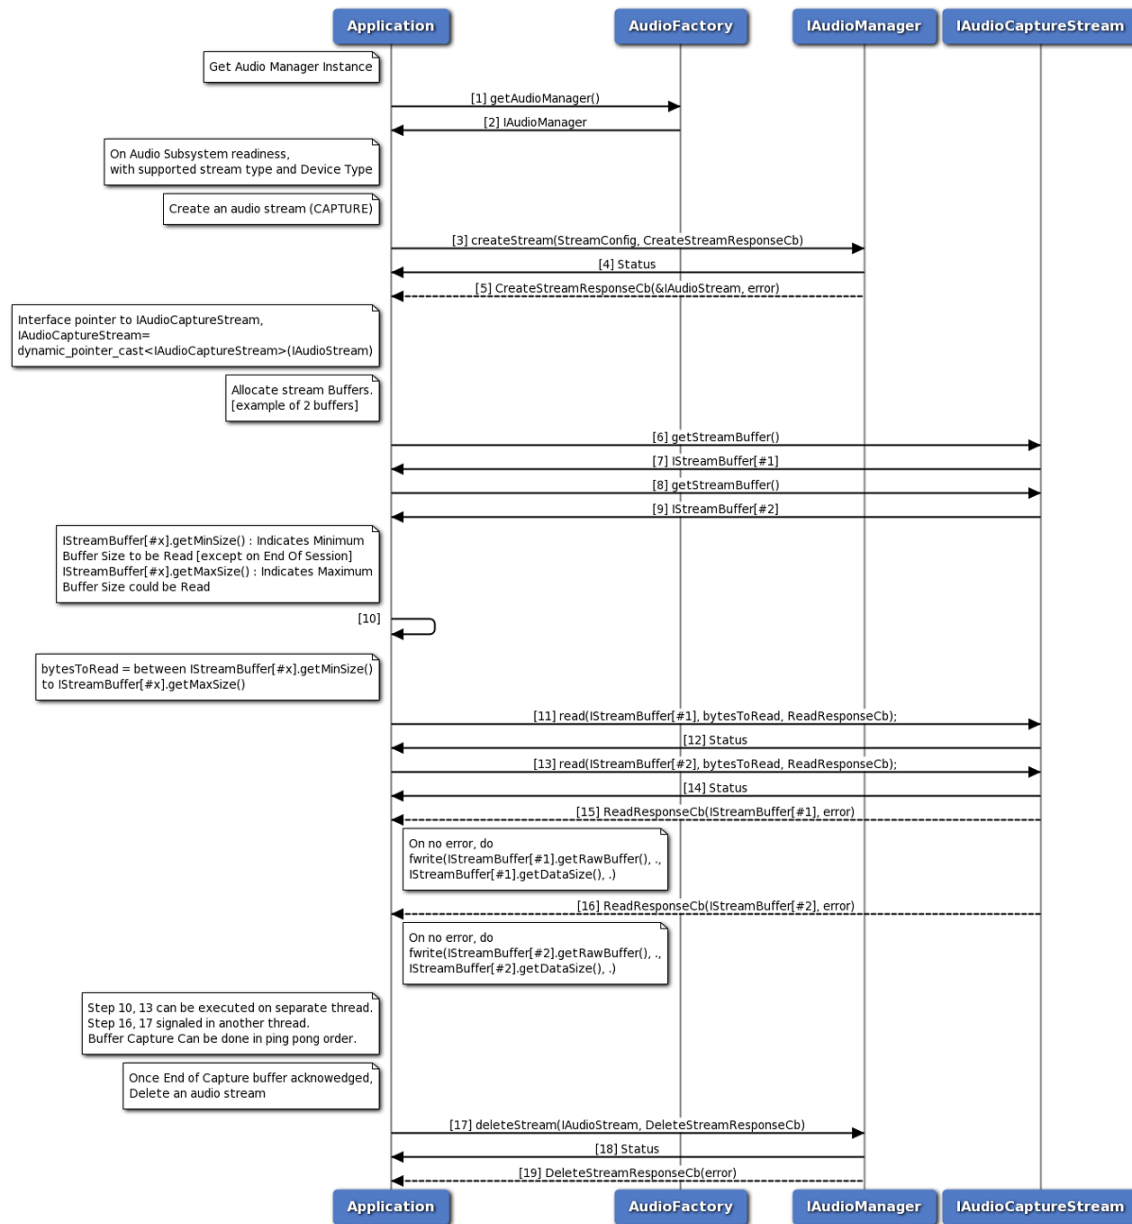 Application AudioFactory IAudioManager IAudioCaptureStream
Get Audio Manager Instance
[1] getAudioManager()
[2] IAudioManager
On Audio Subsystem readiness,
with supported stream type and Device Type
Create an audio stream (CAPTURE)
[3] createStream(StreamConfig, CreateStreamResponseCb)
[4] Status
[5] CreateStreamResponseCb(&IAudioStream, error)
Interface pointer to IAudioCaptureStream,
IAudioCaptureStream=
dynamic_pointer_cast<IAudioCaptureStream>(IAudioStream)
Allocate stream Buffers.
[example of 2 buffers]
[6] getStreamBuffer()
[7] IStreamBuffer[#1]
[8] getStreamBuffer()
[9] IStreamBuffer[#2]
IStreamBuffer[#x].getMinSize() : Indicates Minimum
Buffer Size to be Read [except on End Of Session]
IStreamBuffer[#x].getMaxSize() : Indicates Maximum
Buffer Size could be Read
[10]
bytesToRead = between IStreamBuffer[#x].getMinSize()
to IStreamBuffer[#x].getMaxSize()
[11] read(IStreamBuffer[#1], bytesToRead, ReadResponseCb);
[12] Status
[13] read(IStreamBuffer[#2], bytesToRead, ReadResponseCb);
[14] Status
[15] ReadResponseCb(IStreamBuffer[#1], error)
On no error, do
fwrite(IStreamBuffer[#1].getRawBuffer(), .,
IStreamBuffer[#1].getDataSize(), .)
[16] ReadResponseCb(IStreamBuffer[#2], error)
On no error, do
fwrite(IStreamBuffer[#2].getRawBuffer(), .,
IStreamBuffer[#2].getDataSize(), .)
Step 10, 13 can be executed on separate thread.
Step 16, 17 signaled in another thread.
Buffer Capture Can be done in ping pong order.
Once End of Capture buffer acknowedged,
Delete an audio stream
[17] deleteStream(IAudioStream, DeleteStreamResponseCb)
[18] Status
[19] DeleteStreamResponseCb(error)
Application AudioFactory IAudioManager IAudioCaptureStream